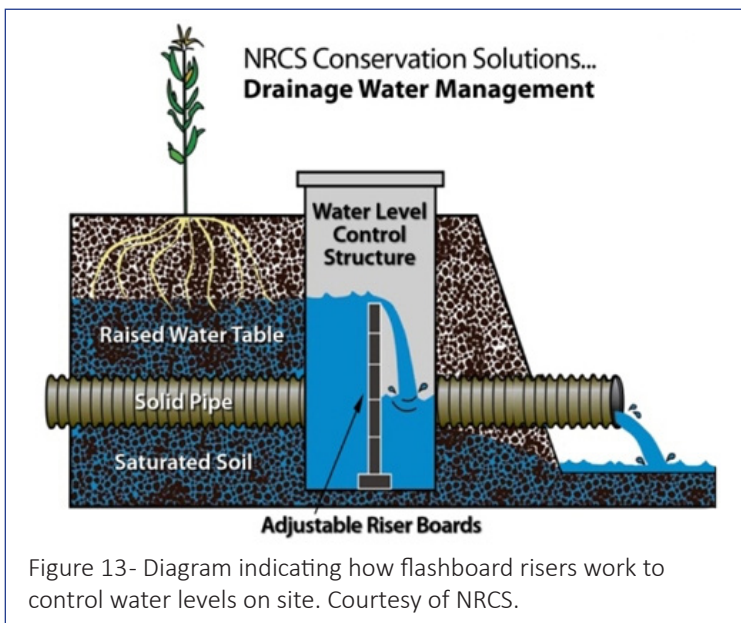 NRCS Conservation Solutions...
Drainage Water Management
Water Level
Control
Structure
Raised Water Table
Solid Pipe
Saturated Soil
Adjustable Riser Boards
Figure 13- Diagram indicating how flashboard risers work to
control water levels on site. Courtesy of NRCS.